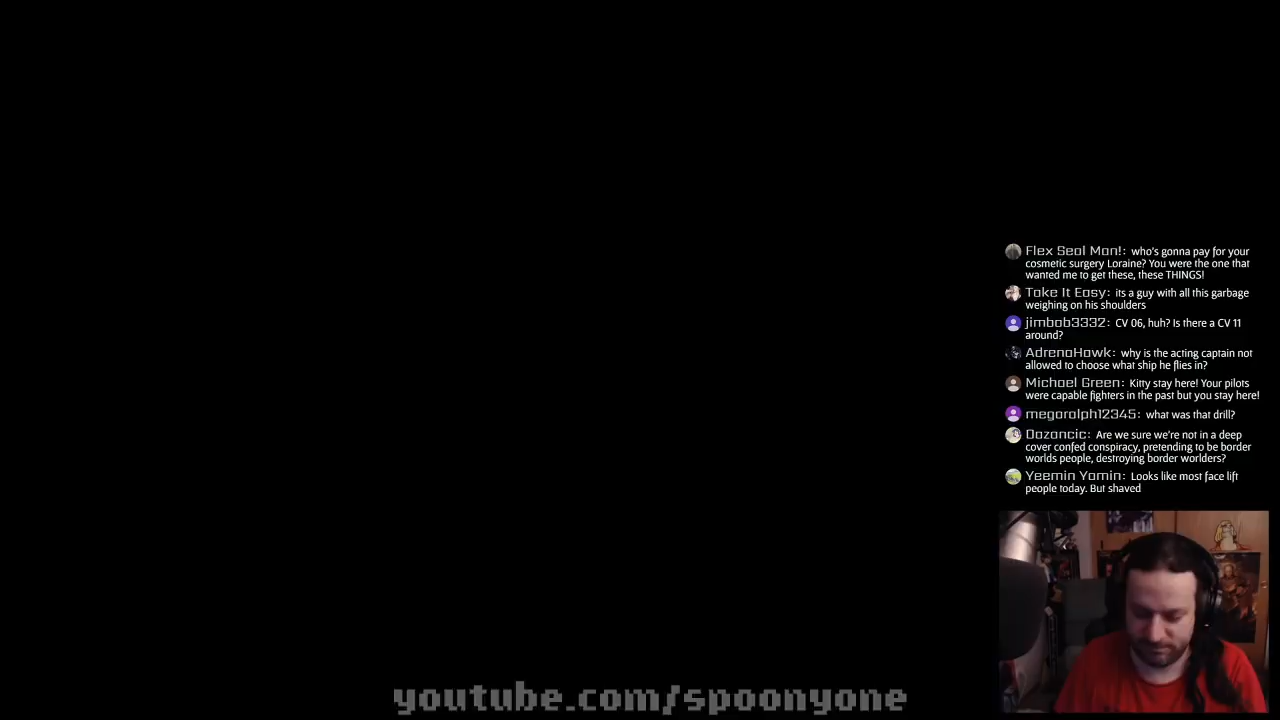 Flex Seal Man!: who's gonna pay for your
cosmetic surgery Loraine? You were the one that
wanted me to get these, these THINGS!
Take It Easy: its a guy with all this garbage
weighing on his shoulders
jimbob3332: CV 06, huh? Is there a CV 11
around?
AdrenaHawk: why is the acting captain not
allowed to choose what ship he flies in?
Michael Green: Kitty stay here! Your pilots
were capable fighters in the past but you stay here!
megaralph12345: what was that drill?
Oazancic: Are we sure we're not in a deep
cover confed conspiracy, pretending to be border
worlds people, destroying border worlders?
Yeemin Yamin: Looks like most face lift
people today. But shaved
youtube.com/spoonyone